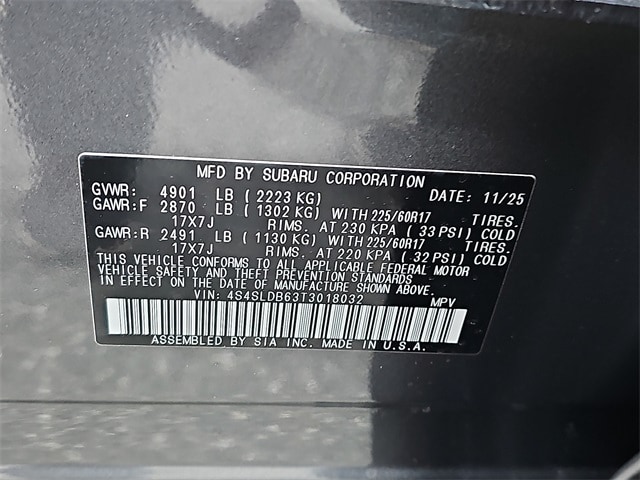 MFD BY SUBARU CORPORATION
GVWR: 4901 LB (2223 KG) DATE: 11/25
GAWR:F 2870 LB (1302 KG) WITH 225/60R17 TIRES.
17X7J RIMS. AT 230 KPA (33 PSI) COLD
GAWR:R 2491 LB (1130 KG) WITH 225/60R17 TIRES.
17X7J RIMS. AT 220 KPA (32 PSI) COLD
THIS VEHICLE CONFORMS TO ALL APPLICABLE FEDERAL MOTOR
VEHICLE SAFETY AND THEFT PREVENTION STANDARDS
IN EFFECT ON THE DATE OF MANUFACTURE SHOWN ABOVE.
VIN: 4S4SLDB63T3018032 MPV
ASSEMBLED BY SIA INC. MADE IN U.S.A.